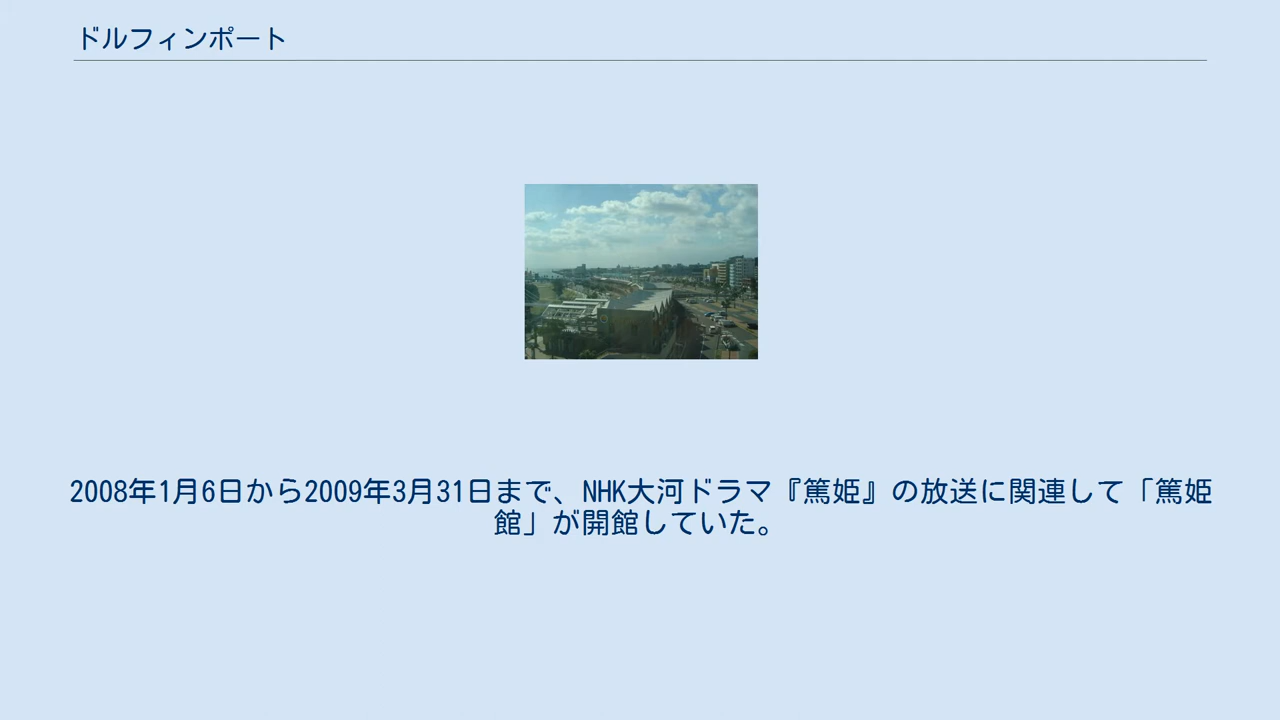 ドルフィンポート
2008年1月6日から2009年3月31日まで、NHK大河ドラマ『篤姫』の放送に関連して「篤姫
館」が開館していた。